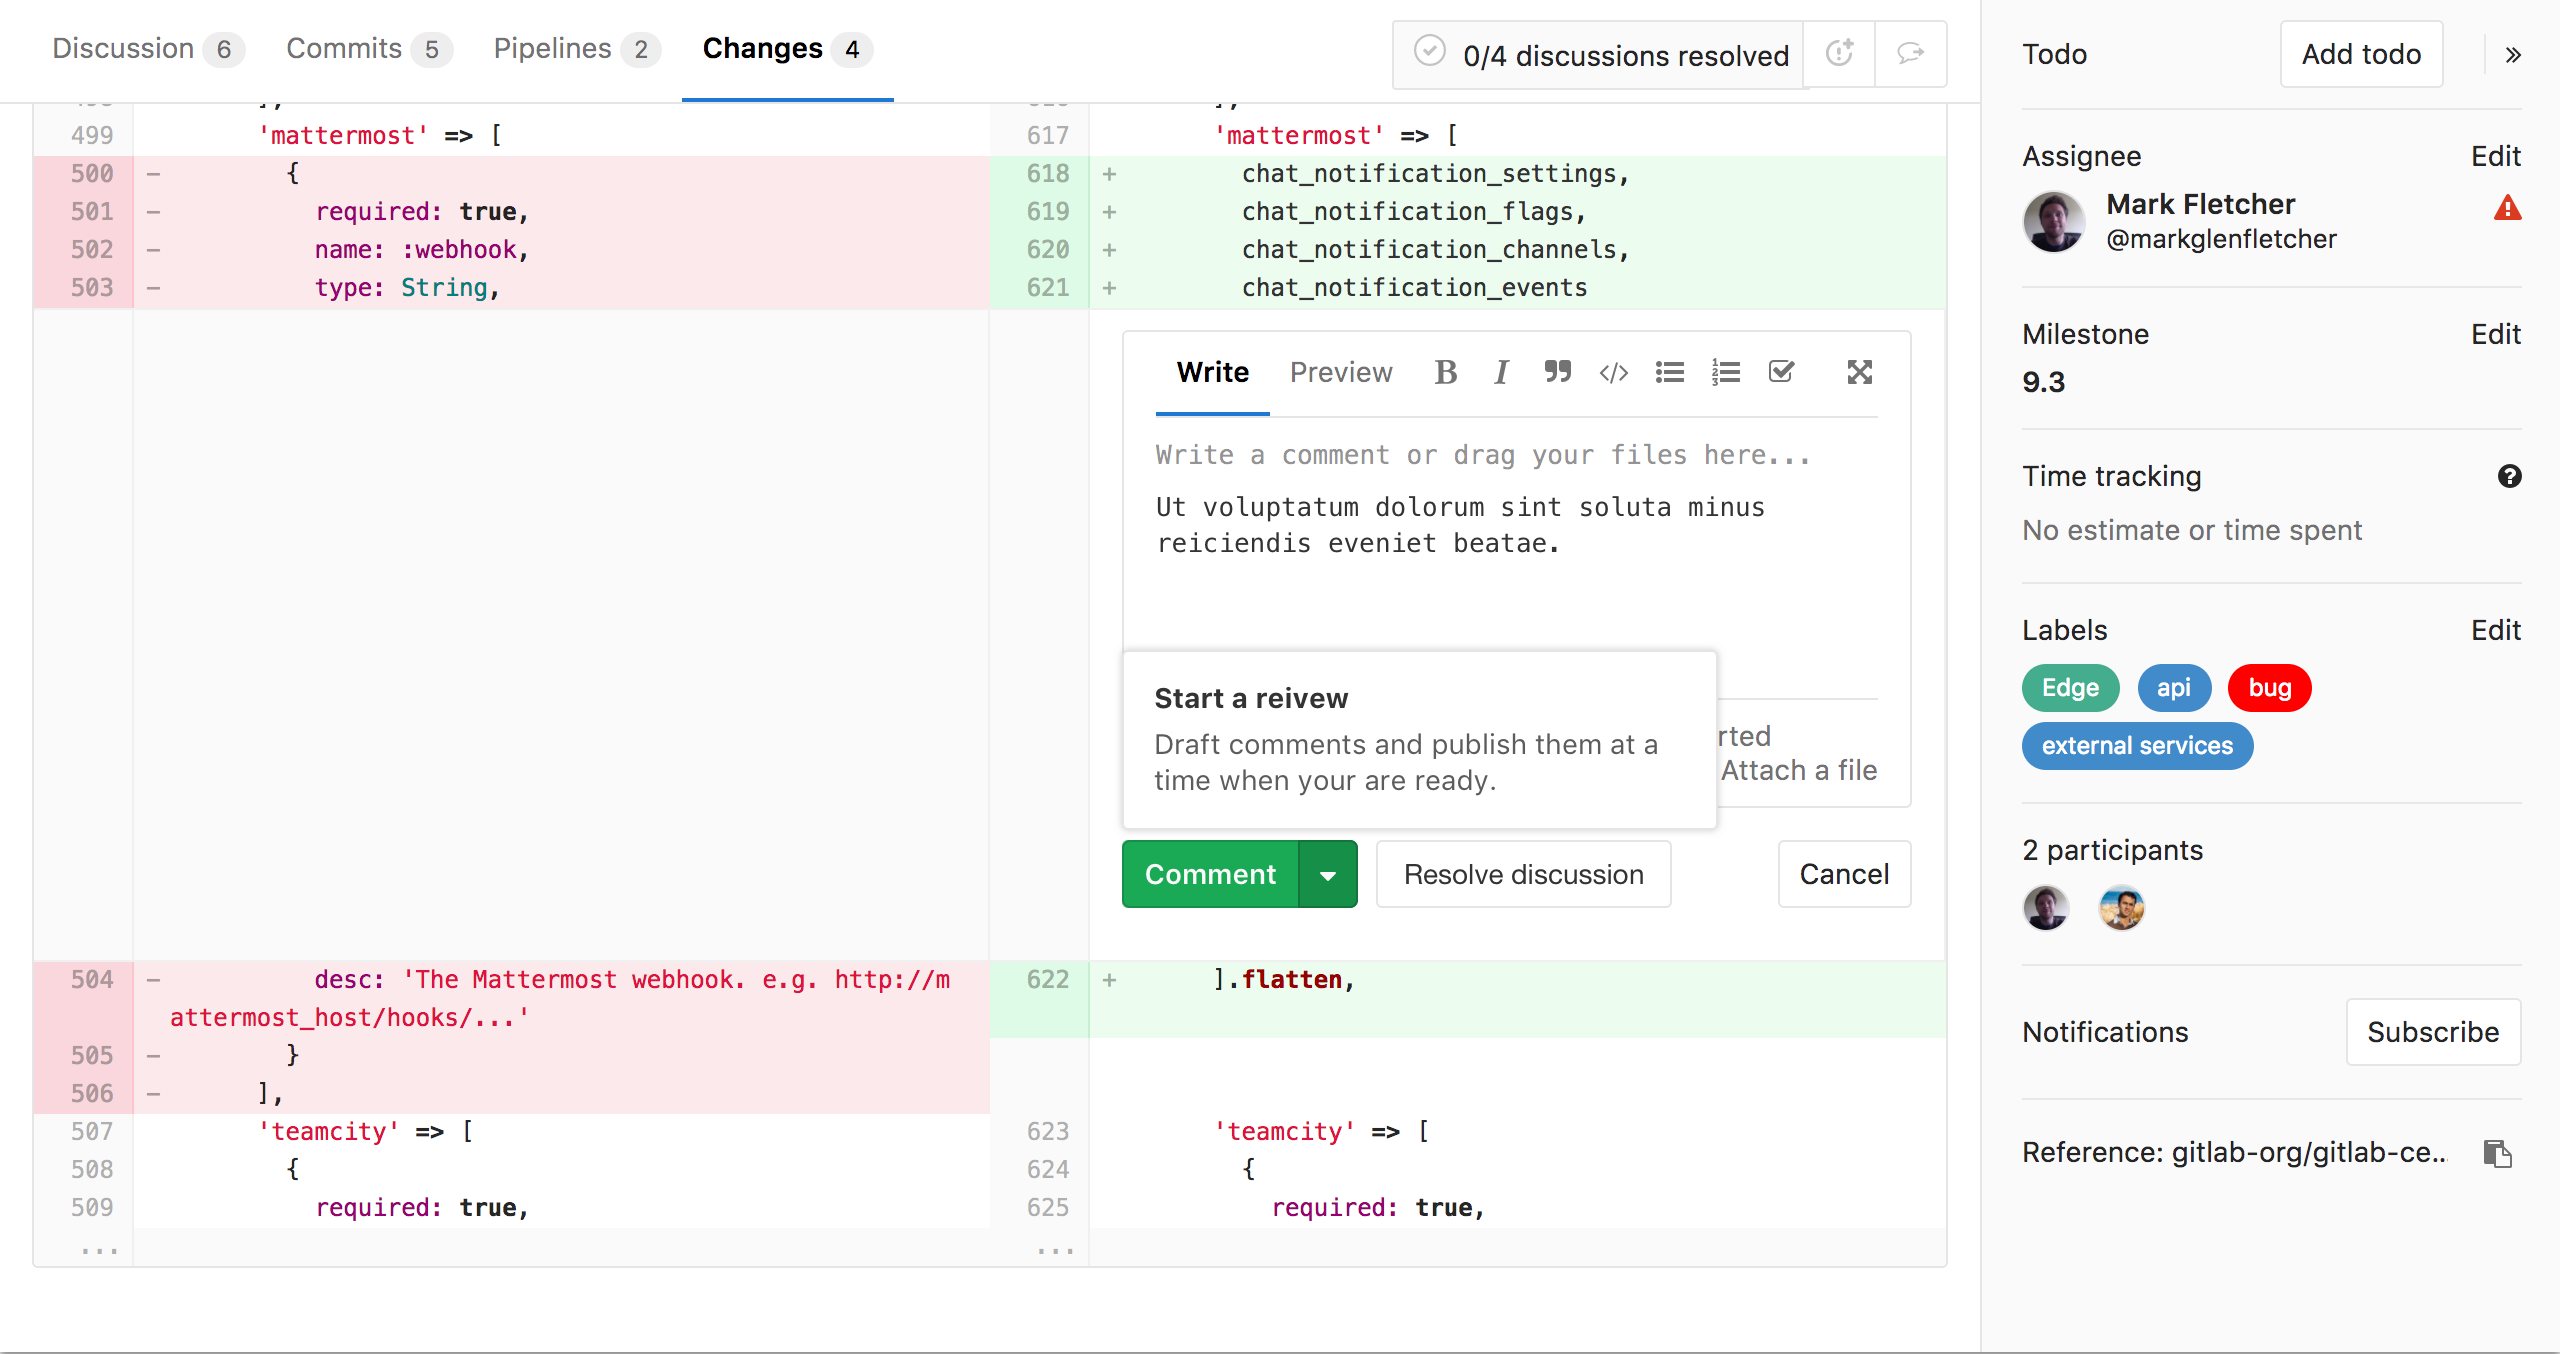 Discussion 6 Commits 5 Pipelines 2 Changes 4 0/4 discussions resolved
499 'mattermost' => [ 617 'mattermost' => [
500 – { 618 + chat_notification_settings,
501 – required: true, 619 + chat_notification_flags,
502 – name: :webhook, 620 + chat_notification_channels,
503 – type: String, 621 + chat_notification_events
Write Preview
Write a comment or drag your files here...
Ut voluptatum dolorum sint soluta minus
reiciendis eveniet beatae.
Start a reivew
Draft comments and publish them at a
time when your are ready.
rted
Attach a file
Comment Resolve discussion Cancel
504 – desc: 'The Mattermost webhook. e.g. http://m 622 + ].flatten,
attermost_host/hooks/...'
505 – }
506 – ],
507 'teamcity' => [ 623 'teamcity' => [
508 { 624 {
509 required: true, 625 required: true,
... ...
Todo Add todo »
Assignee Edit
Mark Fletcher
@markglenfletcher
Milestone Edit
9.3
Time tracking
No estimate or time spent
Labels Edit
Edge api bug
external services
2 participants
Notifications Subscribe
Reference: gitlab-org/gitlab-ce...